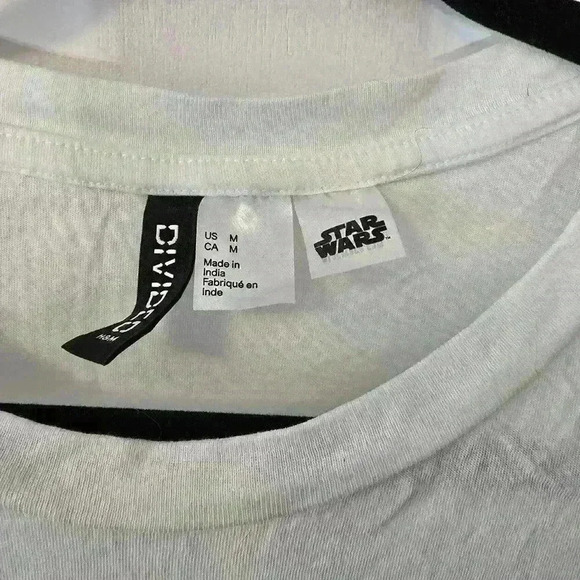 DIVIDED
H&M
US M
CA M
Made in
India
Fabriqué en
Inde
STAR
WARS